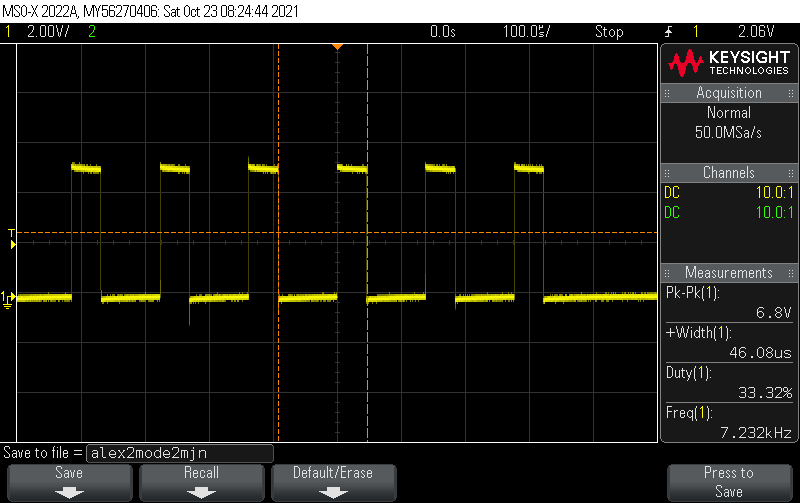 MSO-X 2022A, MY56270406: Sat Oct 23 08:24:44 2021
1 2.00V/ 2 0.0s 100.0us/ Stop 1 2.06V
KEYSIGHT
TECHNOLOGIES
Acquisition
Normal
50.0MSa/s
Channels
DC 10.0:1
DC 10.0:1
Measurements
Pk-Pk(1):
6.8V
+Width(1):
46.08us
Duty(1):
33.32%
Freq(1):
7.232kHz
T
1
Save to file = alex2mode2mjn
Save Recall Default/Erase Press to
Save